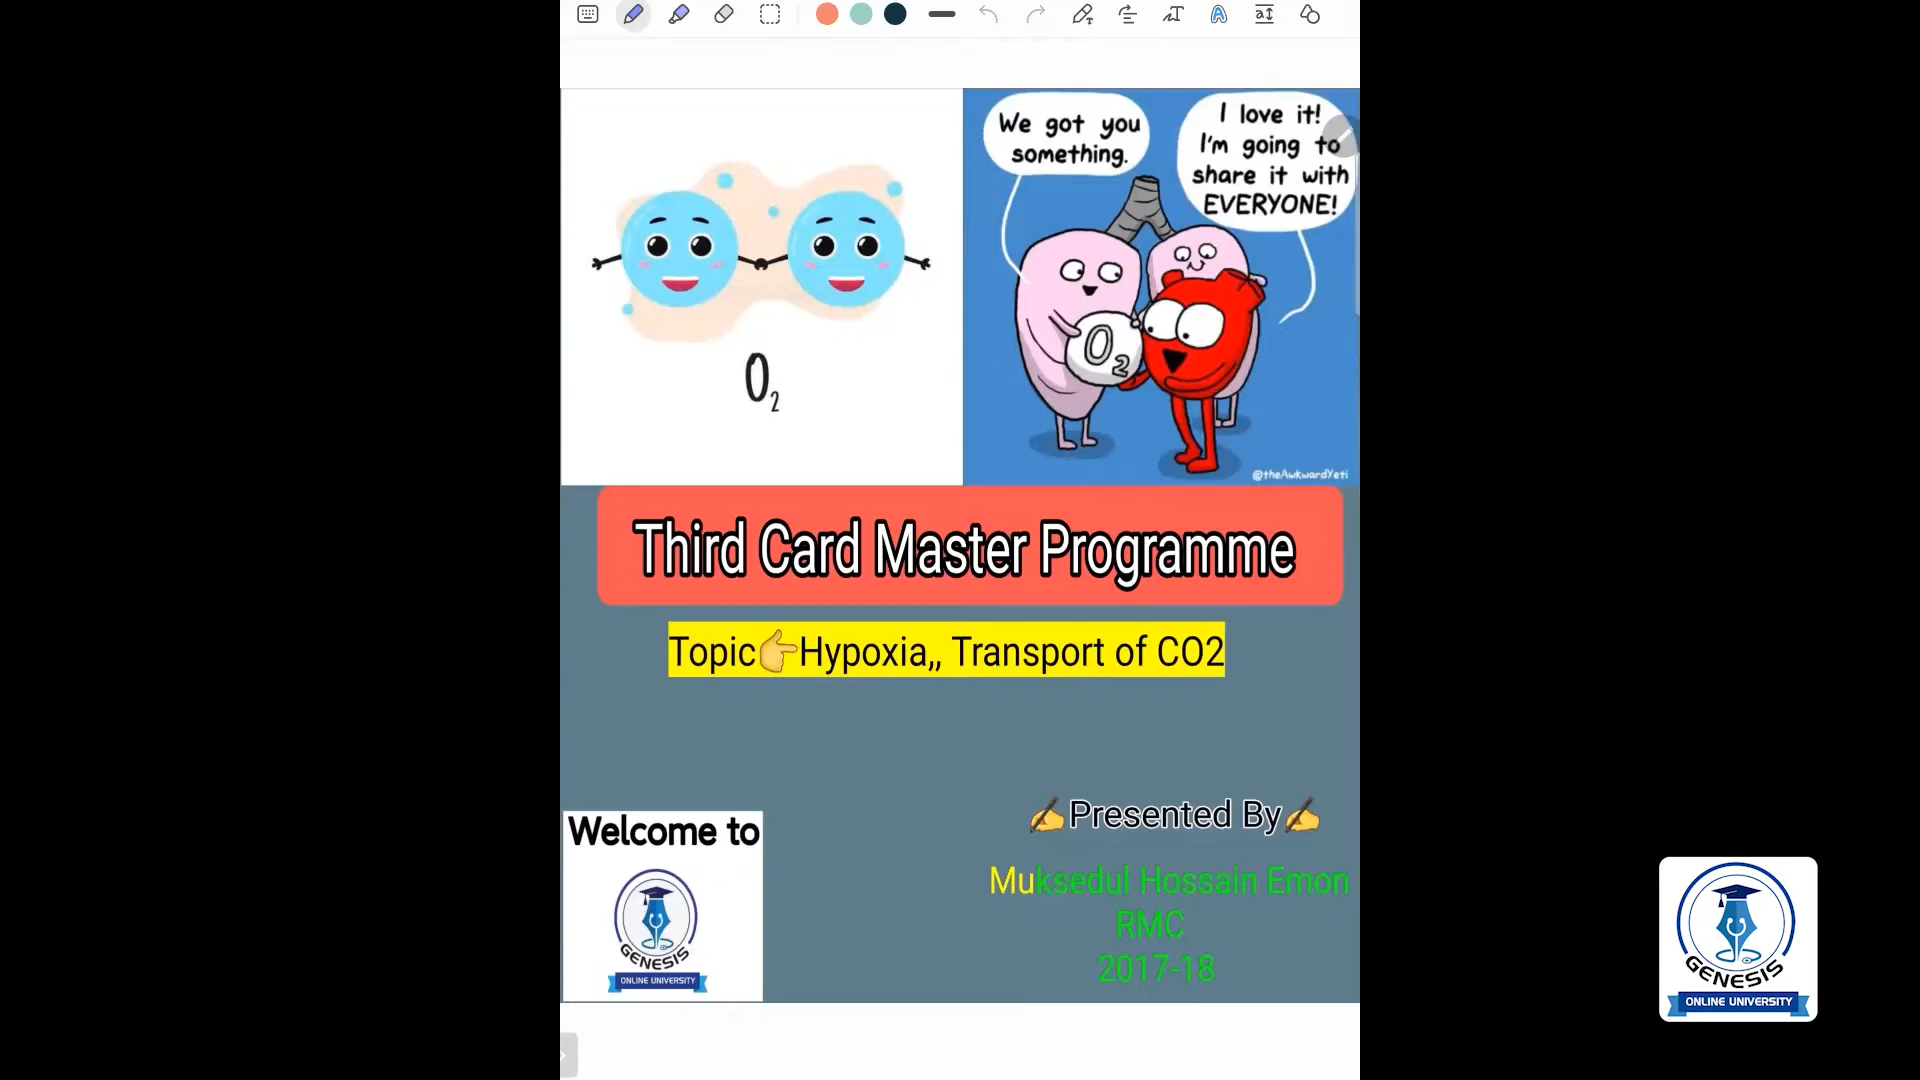 We got you
something.
I love it!
I'm going to
share it with
EVERYONE!
O2
O2
@theAwkwardYeti
Third Card Master Programme
Topic👉Hypoxia,, Transport of CO2
✍Presented By✍
Muksedul Hossain Emon
RMC
2017-18
Welcome to
GENESIS
ONLINE UNIVERSITY
GENESIS
ONLINE UNIVERSITY